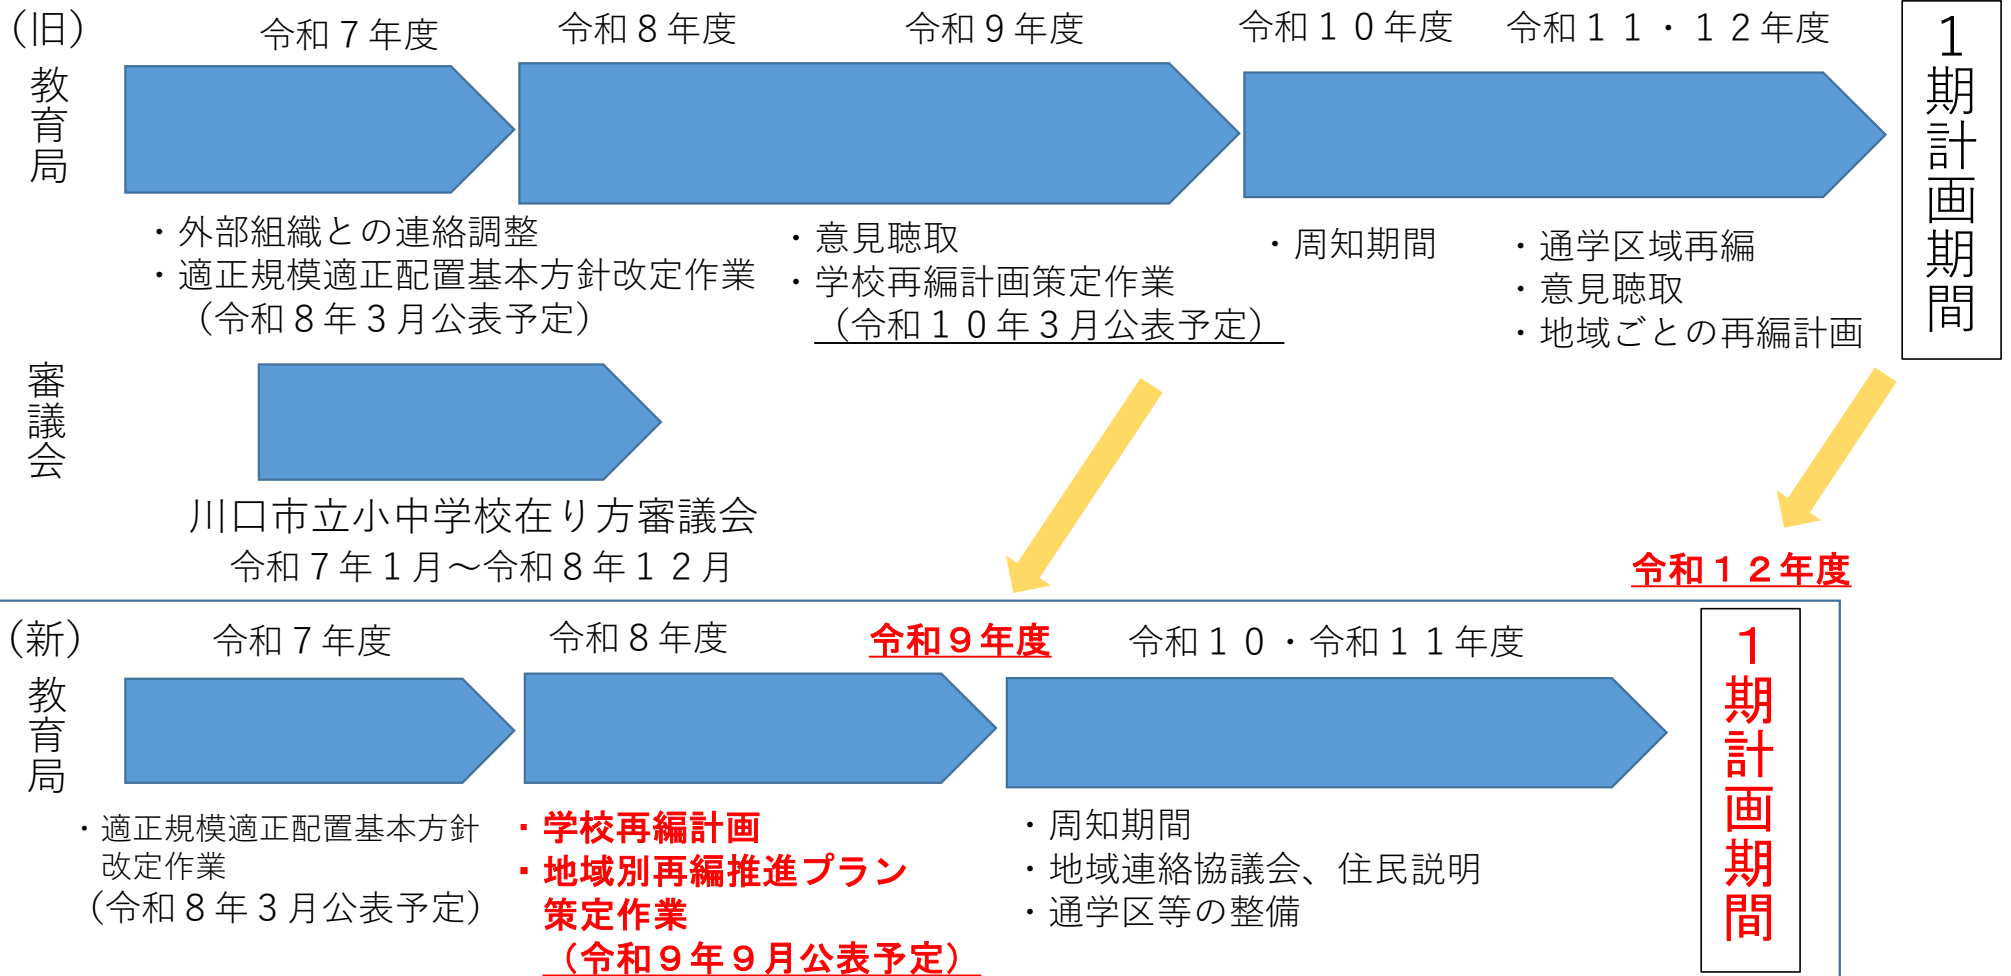 （旧）
令和７年度
令和８年度
令和９年度
令和１０年度
令和１１・１２年度
教育局
・外部組織との連絡調整
・適正規模適正配置基本方針改定作業
（令和８年３月公表予定）
・意見聴取
・学校再編計画策定作業
（令和１０年３月公表予定）
・周知期間
・通学区域再編
・意見聴取
・地域ごとの再編計画
１期計画期間
審議会
川口市立小中学校在り方審議会
令和７年１月～令和８年１２月
令和１２年度
（新）
令和７年度
令和８年度
令和９年度
令和１０・令和１１年度
教育局
・適正規模適正配置基本方針
改定作業
（令和８年３月公表予定）
・学校再編計画
・地域別再編推進プラン
策定作業
（令和９年９月公表予定）
・周知期間
・地域連絡協議会、住民説明
・通学区等の整備
１期計画期間